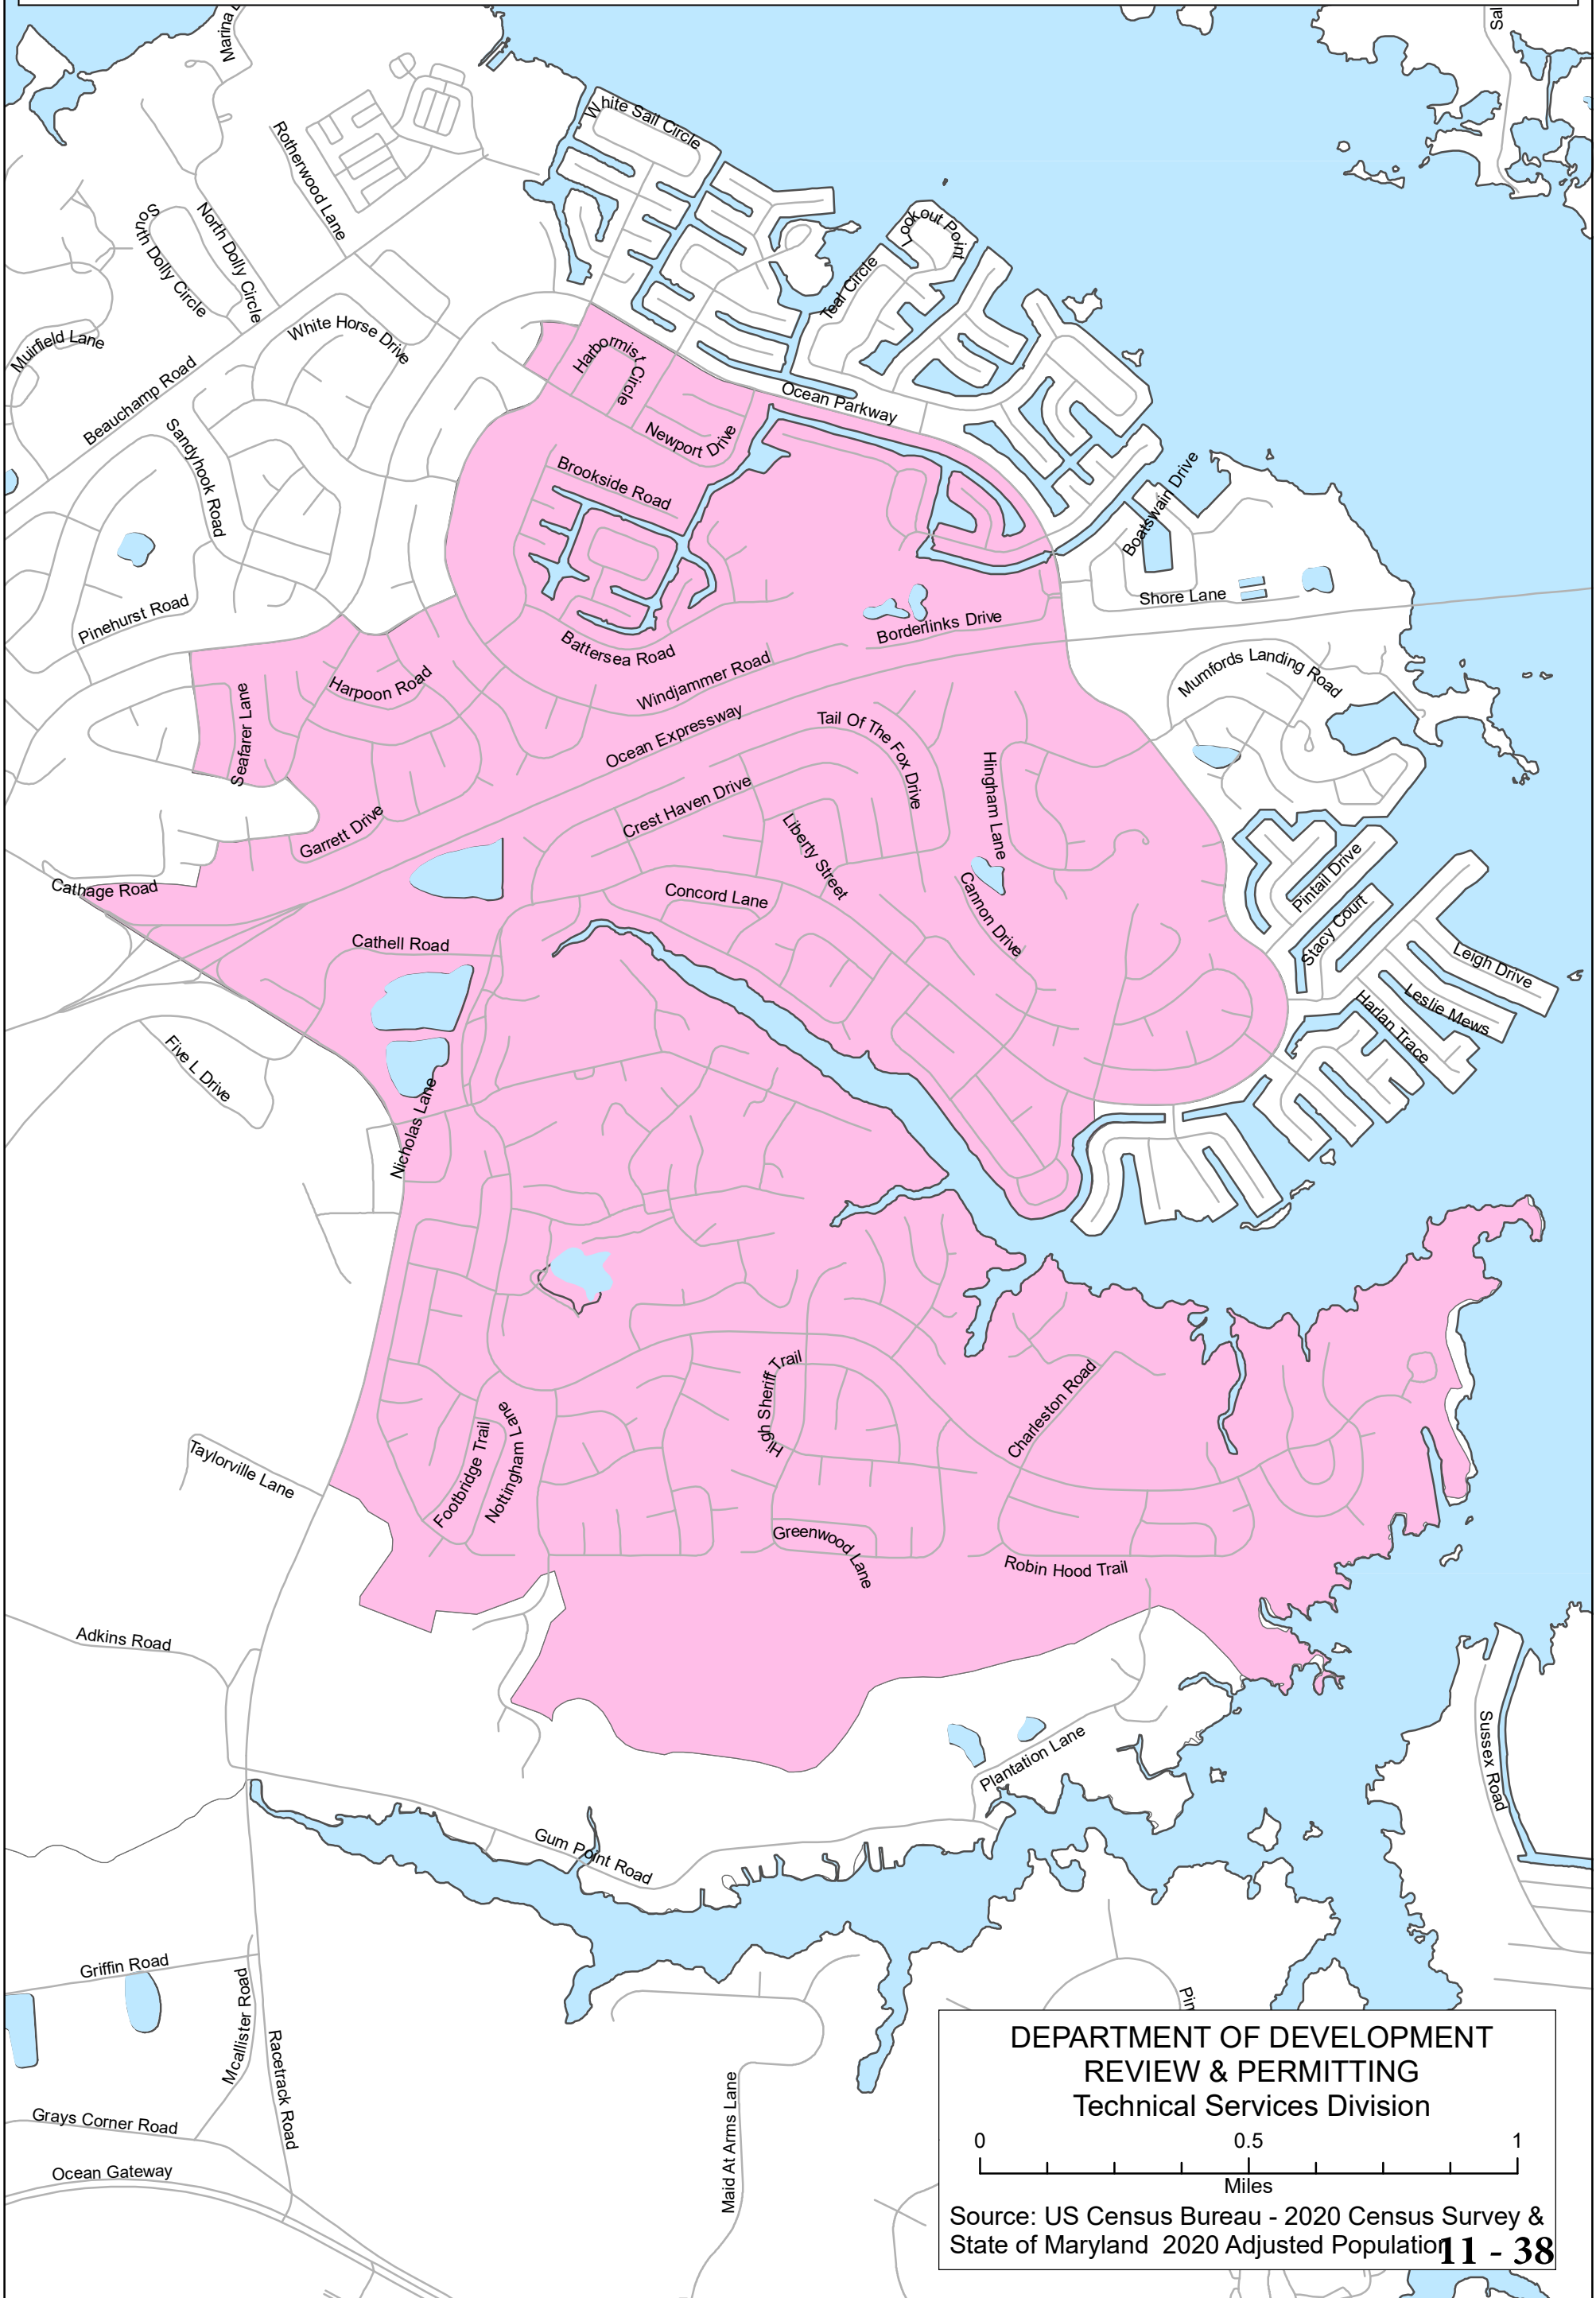 Marina
Sal
White Sail Circle
Rotherwood Lane
North Dolly Circle
South Dolly Circle
Lookout Point
Teal Circle
Muirfield Lane
White Horse Drive
Harbormist Circle
Beauchamp Road
Ocean Parkway
Newport Drive
Sandyhook Road
Brookside Road
Boatswain Drive
Shore Lane
Pinehurst Road
Borderlinks Drive
Battersea Road
Mumfords Landing Road
Harpoon Road
Windjammer Road
Seafarer Lane
Ocean Expressway
Tail Of The Fox Drive
Hingham Lane
Crest Haven Drive
Garrett Drive
Liberty Street
Pintail Drive
Cathage Road
Concord Lane
Cannon Drive
Stacy Court
Cathell Road
Leigh Drive
Leslie Mews
Harlan Trace
Five L Drive
Nicholas Lane
High Sheriff Trail
Charleston Road
Footbridge Trail
Nottingham Lane
Taylorville Lane
Greenwood Lane
Robin Hood Trail
Adkins Road
Sussex Road
Plantation Lane
Gum Point Road
Griffin Road
Mcallister Road
Racetrack Road
Pin
Grays Corner Road
Ocean Gateway
Maid At Arms Lane
DEPARTMENT OF DEVELOPMENT
REVIEW & PERMITTING
Technical Services Division
0 0.5 1
Miles
Source: US Census Bureau - 2020 Census Survey &
State of Maryland 2020 Adjusted Population
11 - 38